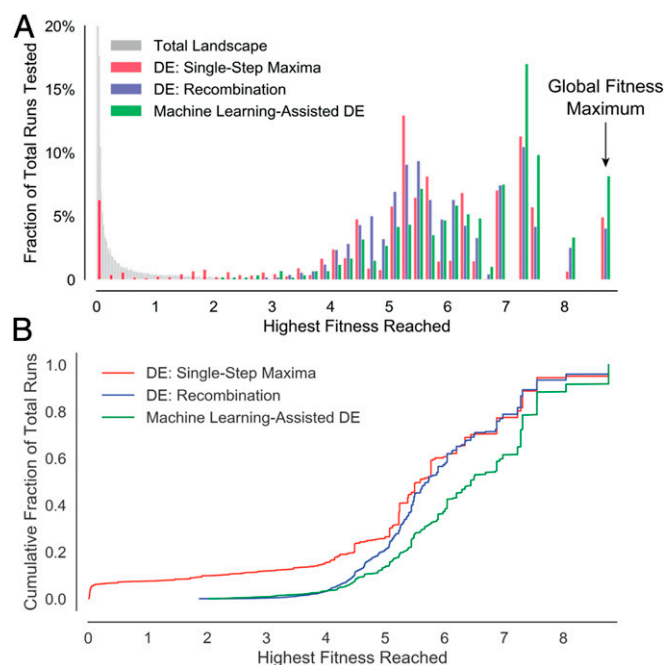 A
20%
15%
10%
5%
0
Fraction of Total Runs Tested
Total Landscape
DE: Single-Step Maxima
DE: Recombination
Machine Learning-Assisted DE
Global Fitness
Maximum
0 1 2 3 4 5 6 7 8
Highest Fitness Reached
B
1.0
0.8
0.6
0.4
0.2
0.0
Cumulative Fraction of Total Runs
DE: Single-Step Maxima
DE: Recombination
Machine Learning-Assisted DE
0 1 2 3 4 5 6 7 8
Highest Fitness Reached